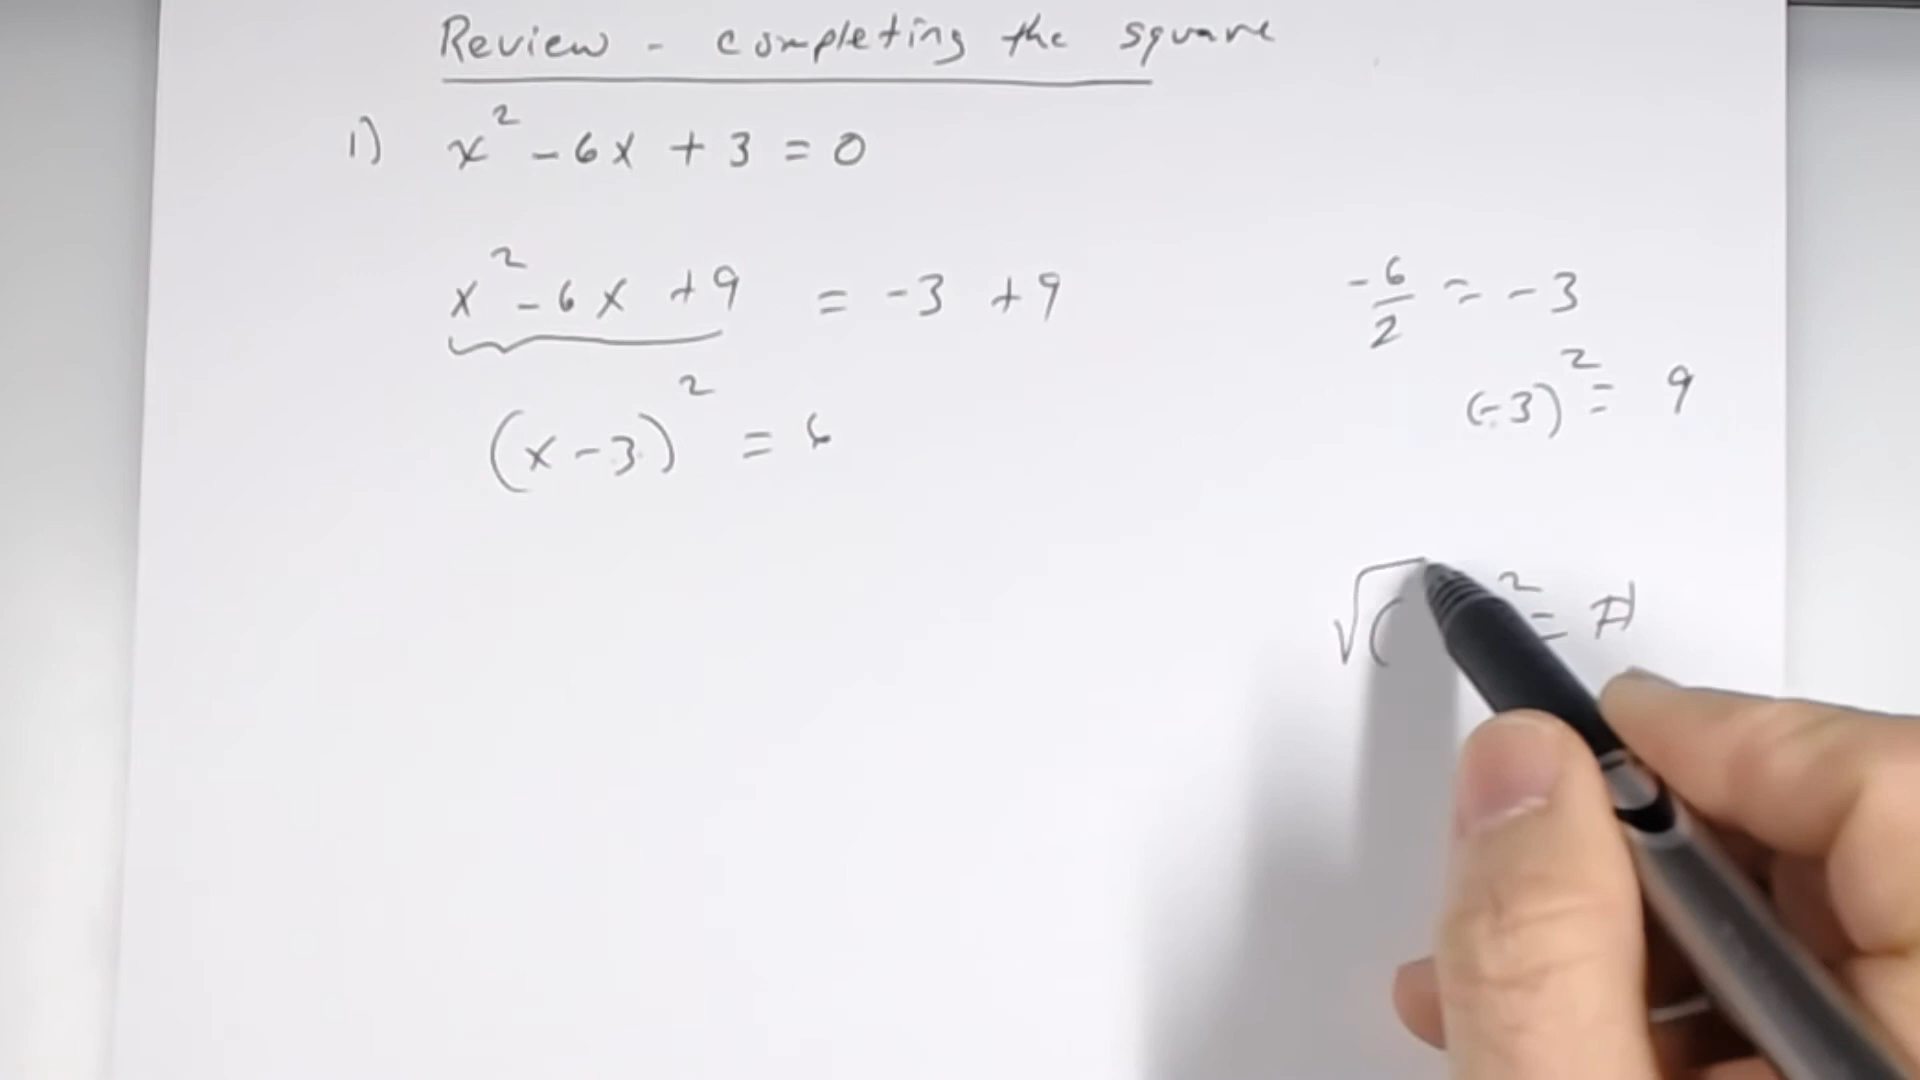 Review - completing the square
1) x² - 6x + 3 = 0
x² - 6x + 9 = -3 + 9
(x - 3)² = 6
-6/2 = -3
(-3)² = 9
√( ² = #